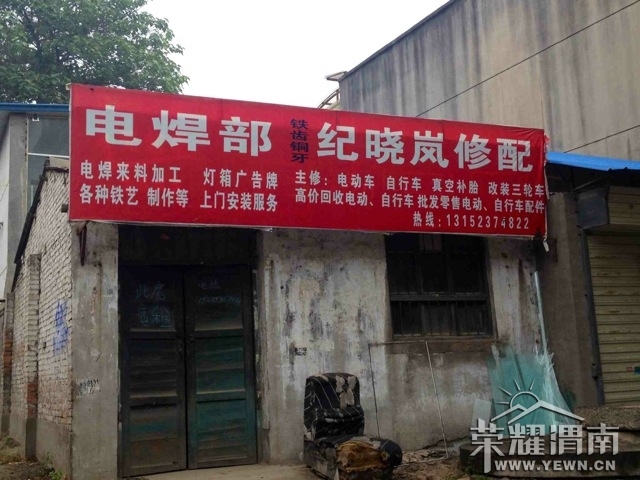 电焊部 铁齿铜牙 纪晓岚修配
电焊来料加工 灯箱广告牌 主修：电动车 自行车 真空补胎 改装三轮车
各种铁艺 制作等 上门安装服务 高价回收电动、自行车 批发零售电动、自行车配件
热线：13152374822
此房
荣耀渭南
WWW.YEWN.CN